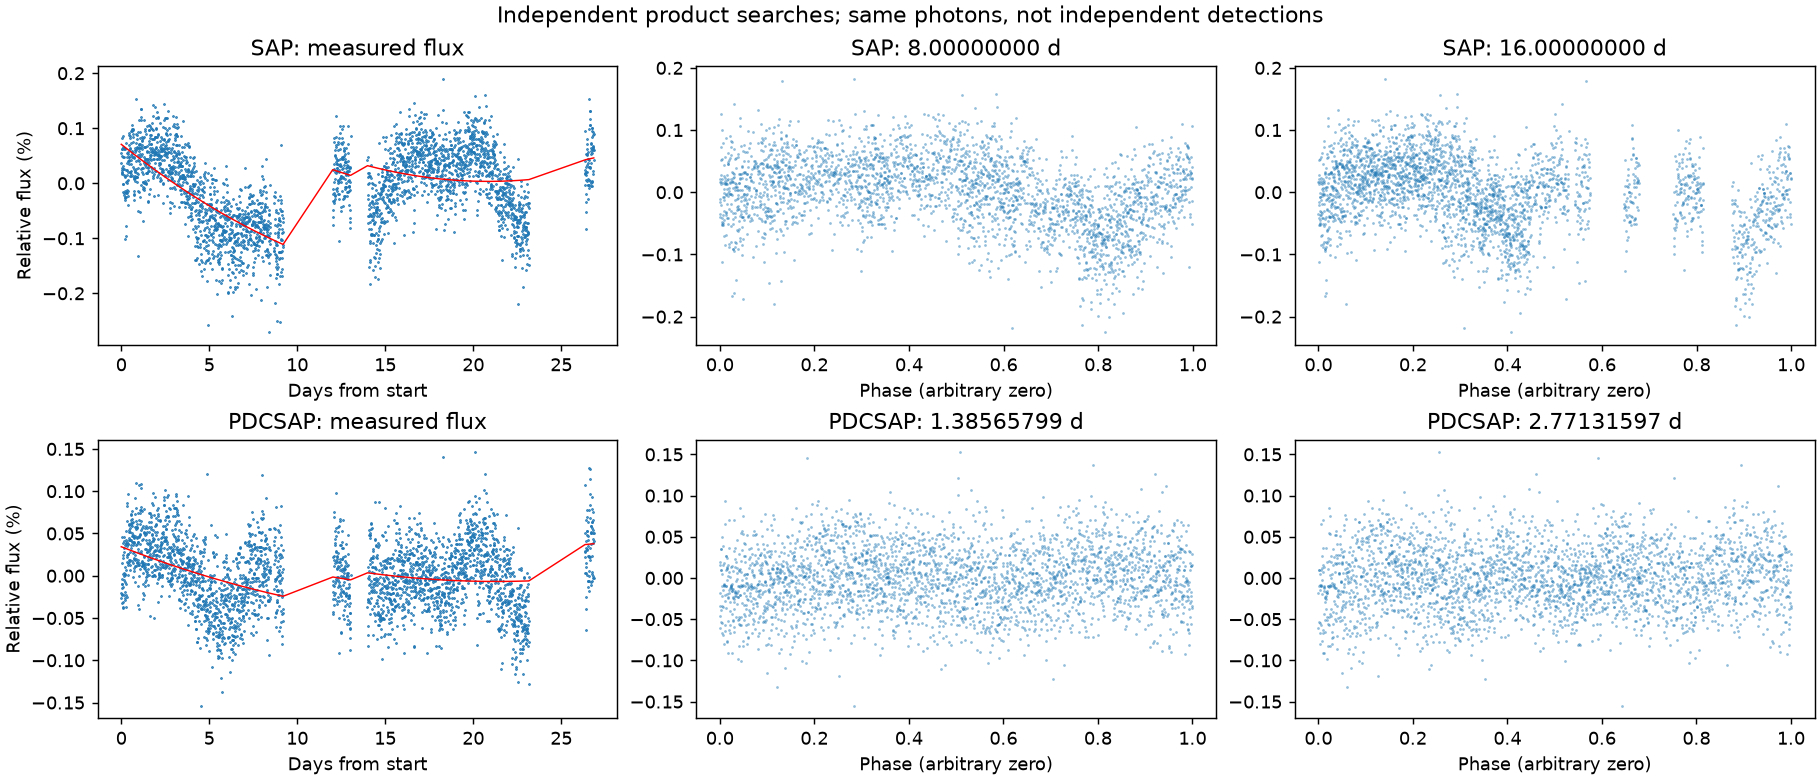 Independent product searches; same photons, not independent detections
SAP: measured flux
SAP: 8.00000000 d
SAP: 16.00000000 d
Relative flux (%)
0.2
0.1
0.0
−0.1
−0.2
0 5 10 15 20 25
Days from start
0.2
0.1
0.0
−0.1
−0.2
0.0 0.2 0.4 0.6 0.8 1.0
Phase (arbitrary zero)
0.2
0.1
0.0
−0.1
−0.2
0.0 0.2 0.4 0.6 0.8 1.0
Phase (arbitrary zero)
PDCSAP: measured flux
PDCSAP: 1.38565799 d
PDCSAP: 2.77131597 d
Relative flux (%)
0.15
0.10
0.05
0.00
−0.05
−0.10
−0.15
0 5 10 15 20 25
Days from start
0.15
0.10
0.05
0.00
−0.05
−0.10
−0.15
0.0 0.2 0.4 0.6 0.8 1.0
Phase (arbitrary zero)
0.15
0.10
0.05
0.00
−0.05
−0.10
−0.15
0.0 0.2 0.4 0.6 0.8 1.0
Phase (arbitrary zero)